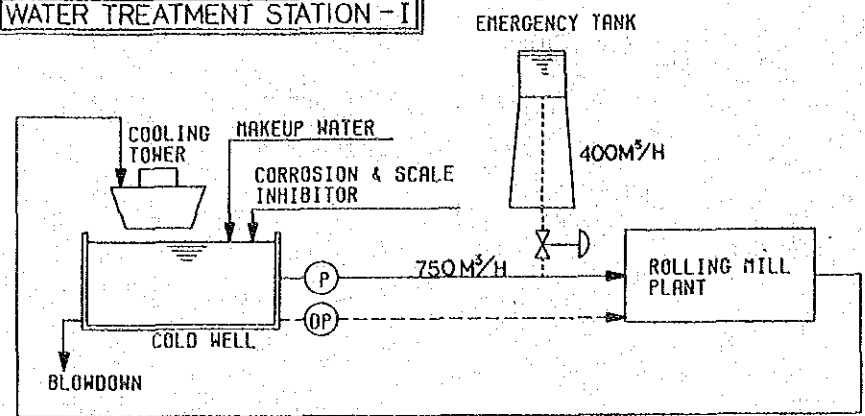 WATER TREATMENT STATION - I
EMERGENCY TANK
COOLING
TOWER
MAKEUP WATER
CORROSION & SCALE
INHIBITOR
400M³/H
750M³/H
P
ROLLING MILL
PLANT
DP
COLD WELL
BLOWDOWN